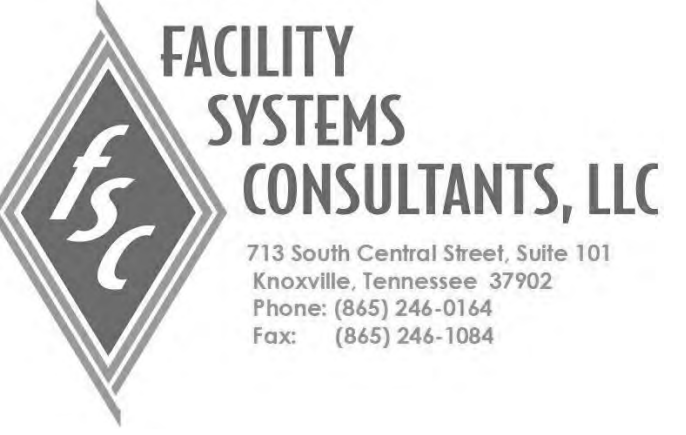 fsc
FACILITY
SYSTEMS
CONSULTANTS, LLC
713 South Central Street, Suite 101
Knoxville, Tennessee 37902
Phone: (865) 246-0164
Fax: (865) 246-1084